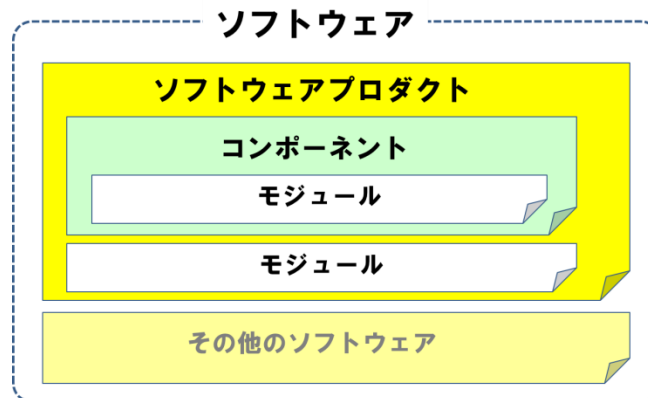 ソフトウェア
ソフトウェアプロダクト
コンポーネント
モジュール
モジュール
その他のソフトウェア